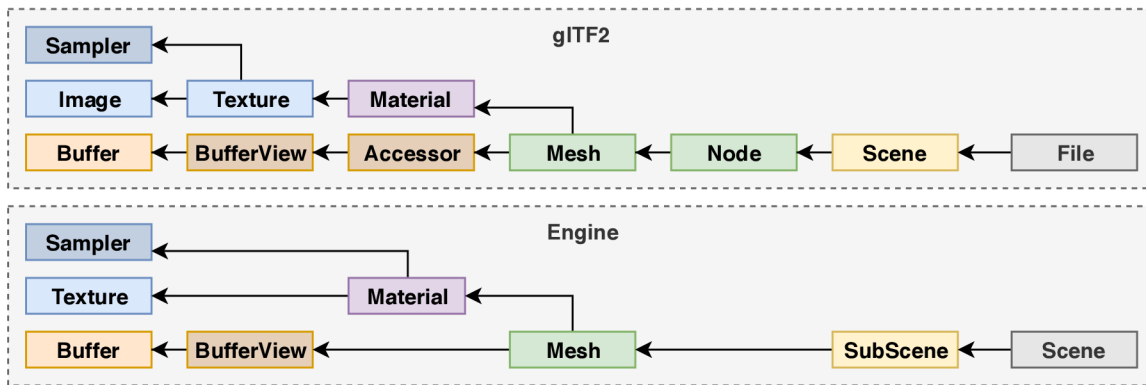 glTF2
Sampler
Image
Texture
Material
Buffer
BufferView
Accessor
Mesh
Node
Scene
File
Engine
Sampler
Texture
Material
Buffer
BufferView
Mesh
SubScene
Scene